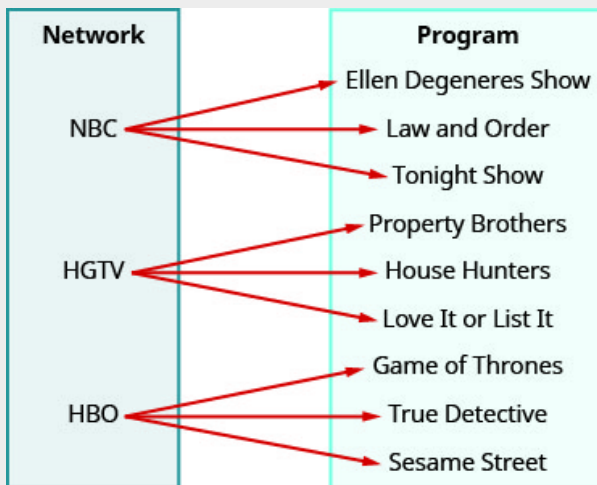 Network
Program
NBC
Ellen Degeneres Show
Law and Order
Tonight Show
HGTV
Property Brothers
House Hunters
Love It or List It
HBO
Game of Thrones
True Detective
Sesame Street